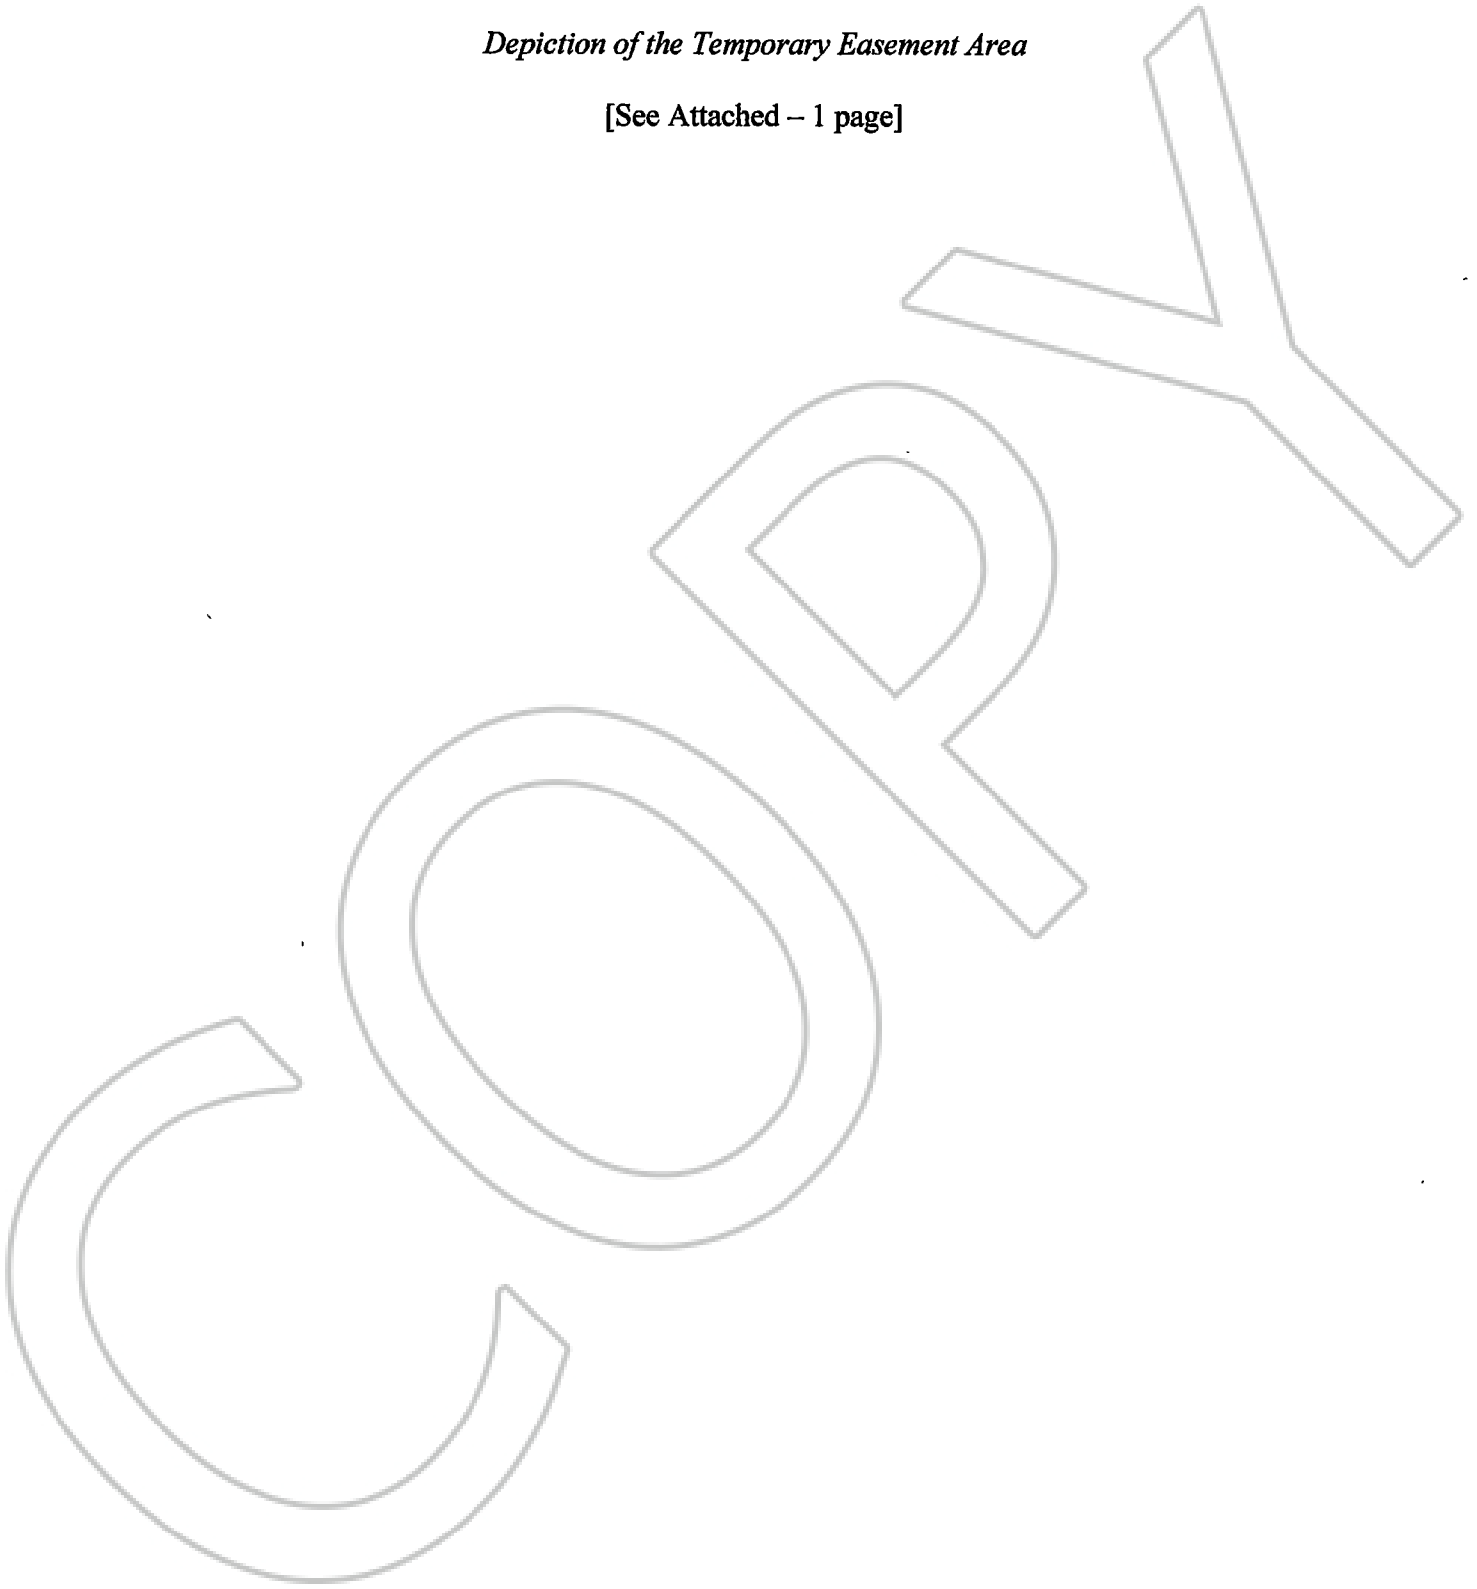 Depiction of the Temporary Easement Area
[See Attached – 1 page]
COPY